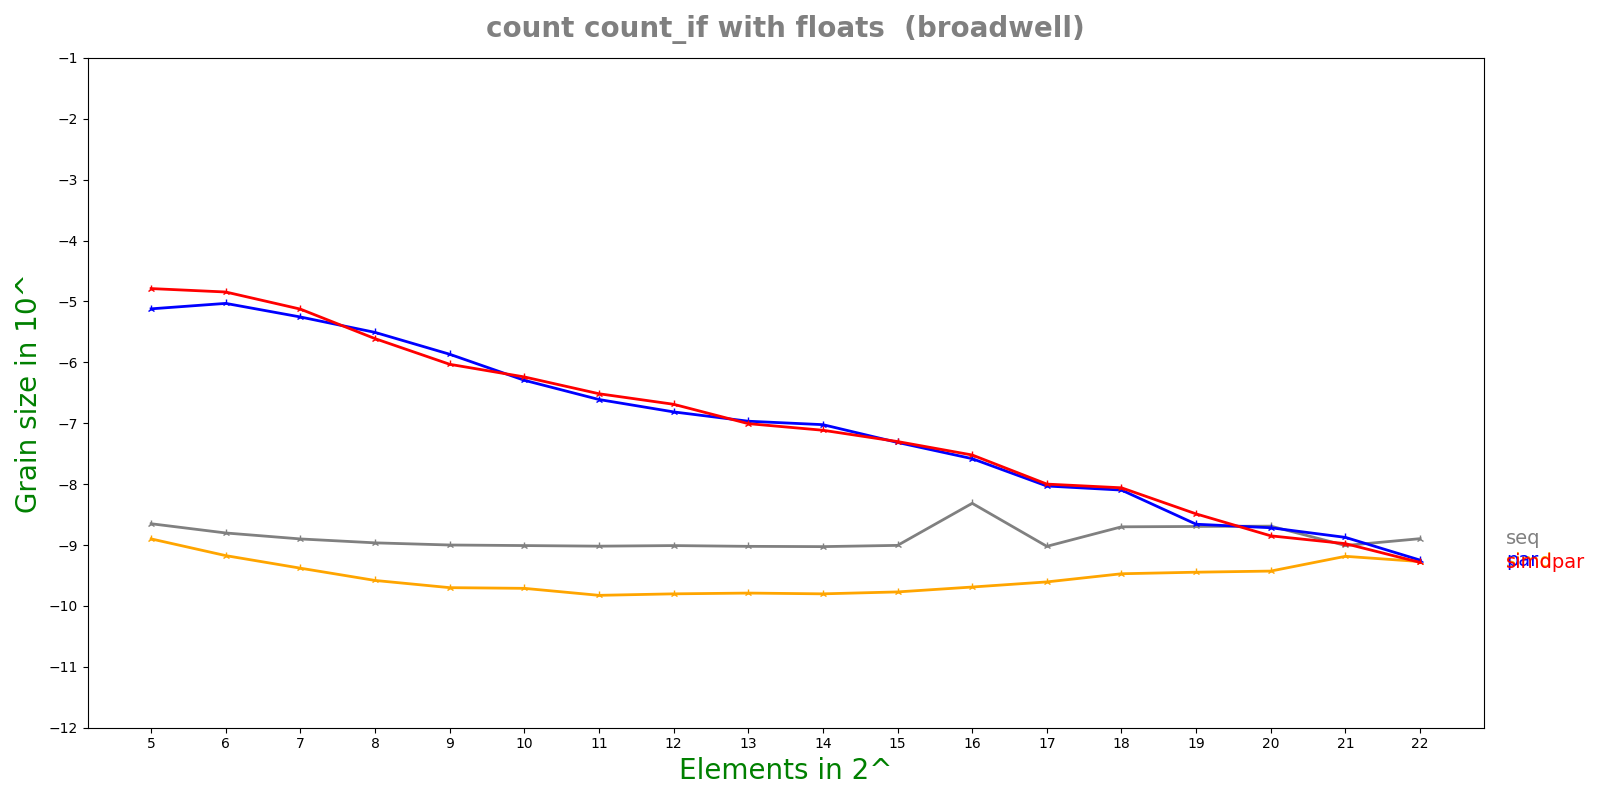 count count_if with floats (broadwell)
Grain size in 10^
−1
−2
−3
−4
−5
−6
−7
−8
−9
−10
−11
−12
5 6 7 8 9 10 11 12 13 14 15 16 17 18 19 20 21 22
Elements in 2^
seq
par
simdpar